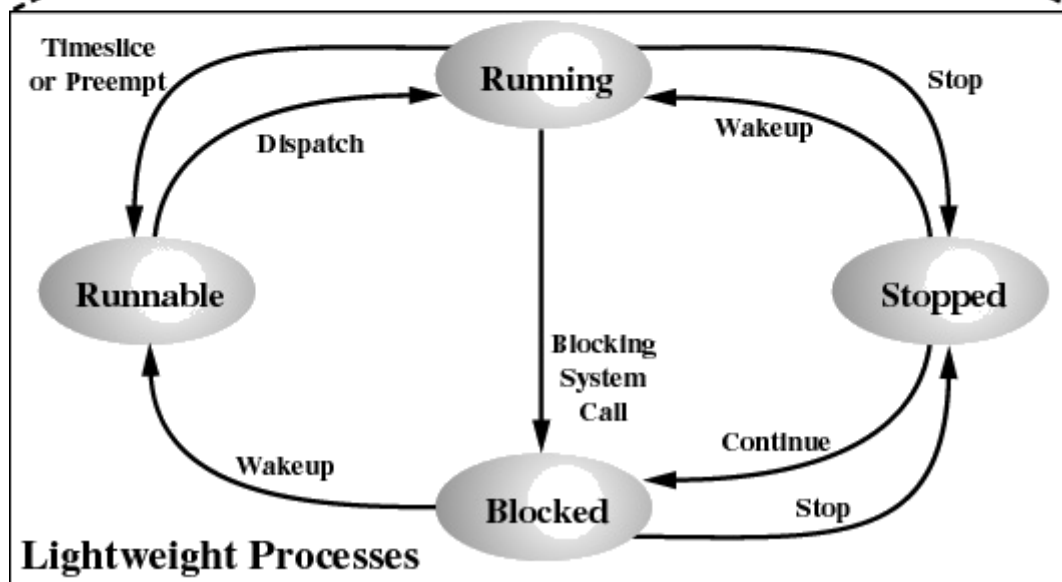 Timeslice
or Preempt
Running
Stop
Wakeup
Dispatch
Runnable
Stopped
Blocking
System
Call
Continue
Wakeup
Blocked
Stop
Lightweight Processes